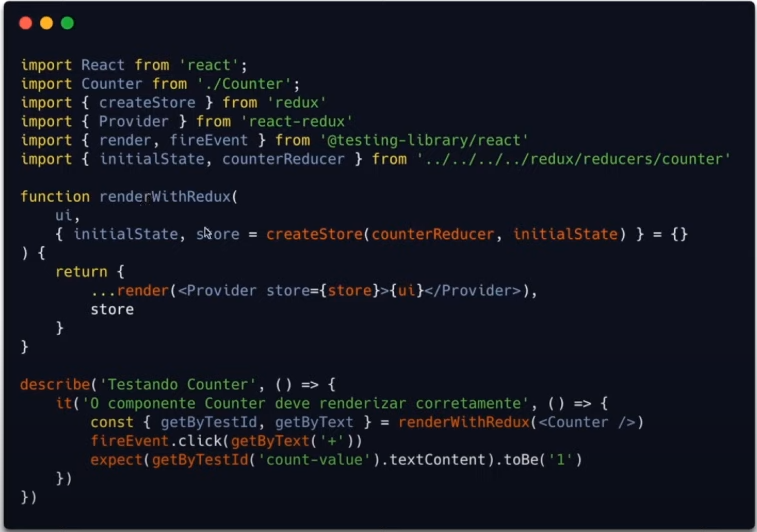 import React from 'react';
import Counter from './Counter';
import { createStore } from 'redux'
import { Provider } from 'react-redux'
import { render, fireEvent } from '@testing-library/react'
import { initialState, counterReducer } from '../../../../redux/reducers/counter'

function renderWithRedux(
    ui,
    { initialState, store = createStore(counterReducer, initialState) } = {}
) {
    return {
        ...render(<Provider store={store}>{ui}</Provider>),
        store
    }
}

describe('Testando Counter', () => {
    it('O componente Counter deve renderizar corretamente', () => {
        const { getByTestId, getByText } = renderWithRedux(<Counter />)
        fireEvent.click(getByText('+'))
        expect(getByTestId('count-value').textContent).toBe('1')
    })
})